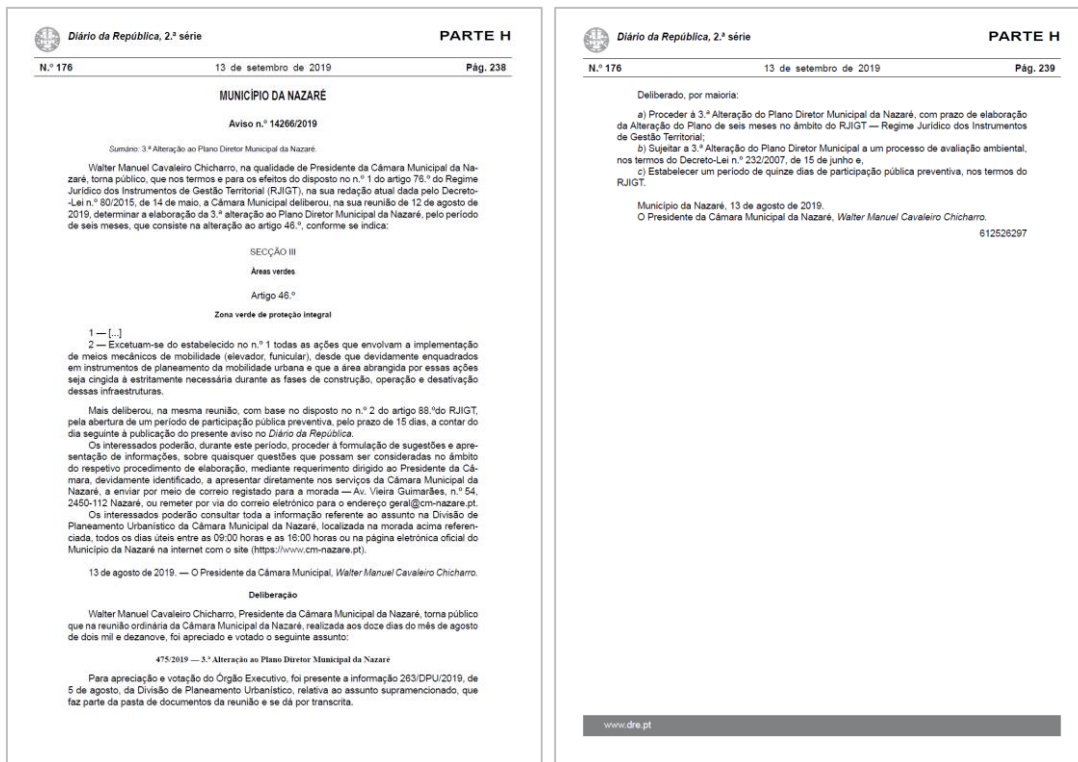 Diário da República, 2.ª série
PARTE H
N.º 176
13 de setembro de 2019
Pág. 238
MUNICÍPIO DA NAZARÉ
Aviso n.º 14266/2019
Sumário: 3.ª Alteração ao Plano Diretor Municipal da Nazaré.
Walter Manuel Cavaleiro Chicharro, na qualidade de Presidente da Câmara Municipal da Na-
zaré, torna público, que nos termos e para os efeitos do disposto no n.º 1 do artigo 76.º do Regime
Jurídico dos Instrumentos de Gestão Territorial (RJIGT), na sua redação atual dada pelo Decreto-
-Lei n.º 80/2015, de 14 de maio, a Câmara Municipal deliberou, na sua reunião de 12 de agosto de
2019, determinar a elaboração da 3.ª alteração ao Plano Diretor Municipal da Nazaré, pelo período
de seis meses, que consiste na alteração ao artigo 46.º, conforme se indica:
SECÇÃO III
Áreas verdes
Artigo 46.º
Zona verde de proteção integral
1 — [...]
2 — Excetuam-se do estabelecido no n.º 1 todas as ações que envolvam a implementação
de meios mecânicos de mobilidade (elevador, funicular), desde que devidamente enquadrados
em instrumentos de planeamento da mobilidade urbana e que a área abrangida por essas ações
seja cingida à estritamente necessária durante as fases de construção, operação e desativação
dessas infraestruturas.
Mais deliberou, na mesma reunião, com base no disposto no n.º 2 do artigo 88.ºdo RJIGT,
pela abertura de um período de participação pública preventiva, pelo prazo de 15 dias, a contar do
dia seguinte à publicação do presente aviso no Diário da República.
Os interessados poderão, durante este período, proceder à formulação de sugestões e apre-
sentação de informações, sobre quaisquer questões que possam ser consideradas no âmbito
do respetivo procedimento de elaboração, mediante requerimento dirigido ao Presidente da Câ-
mara, devidamente identificado, a apresentar diretamente nos serviços da Câmara Municipal da
Nazaré, a enviar por meio de correio registado para a morada — Av. Vieira Guimarães, n.º 54,
2450-112 Nazaré, ou remeter por via do correio eletrónico para o endereço geral@cm-nazare.pt.
Os interessados poderão consultar toda a informação referente ao assunto na Divisão de
Planeamento Urbanístico da Câmara Municipal da Nazaré, localizada na morada acima referen-
ciada, todos os dias úteis entre as 09:00 horas e as 16:00 horas ou na página eletrónica oficial do
Município da Nazaré na internet com o site (https://www.cm-nazare.pt).
13 de agosto de 2019. — O Presidente da Câmara Municipal, Walter Manuel Cavaleiro Chicharro.
Deliberação
Walter Manuel Cavaleiro Chicharro, Presidente da Câmara Municipal da Nazaré, torna público
que na reunião ordinária da Câmara Municipal da Nazaré, realizada aos doze dias do mês de agosto
de dois mil e dezanove, foi apreciado e votado o seguinte assunto:
475/2019 — 3.ª Alteração ao Plano Diretor Municipal da Nazaré
Para apreciação e votação do Órgão Executivo, foi presente a informação 263/DPU/2019, de
5 de agosto, da Divisão de Planeamento Urbanístico, relativa ao assunto supramencionado, que
faz parte da pasta de documentos da reunião e se dá por transcrita.
Diário da República, 2.ª série
PARTE H
N.º 176
13 de setembro de 2019
Pág. 239
Deliberado, por maioria:
a) Proceder à 3.ª Alteração do Plano Diretor Municipal da Nazaré, com prazo de elaboração
da Alteração do Plano de seis meses no âmbito do RJIGT — Regime Jurídico dos Instrumentos
de Gestão Territorial;
b) Sujeitar a 3.ª Alteração do Plano Diretor Municipal a um processo de avaliação ambiental,
nos termos do Decreto-Lei n.º 232/2007, de 15 de junho e,
c) Estabelecer um período de quinze dias de participação pública preventiva, nos termos do
RJIGT.
Município da Nazaré, 13 de agosto de 2019.
O Presidente da Câmara Municipal da Nazaré, Walter Manuel Cavaleiro Chicharro.
612526297
www.dre.pt